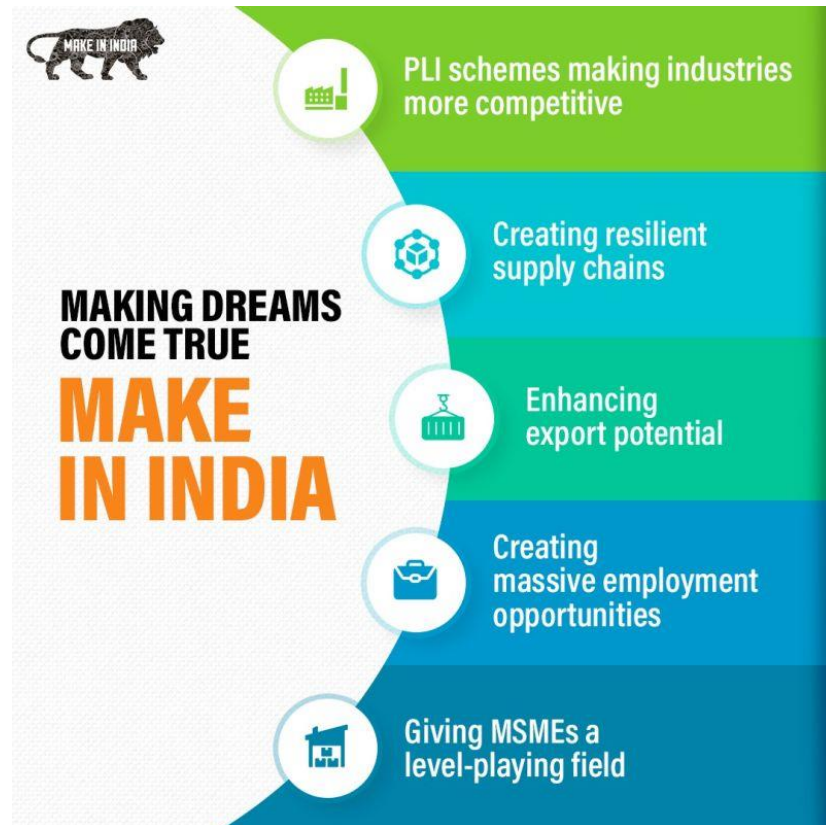 MAKE IN INDIA
PLI schemes making industries
more competitive
Creating resilient
supply chains
MAKING DREAMS
COME TRUE
MAKE
IN INDIA
Enhancing
export potential
Creating
massive employment
opportunities
Giving MSMEs a
level-playing field